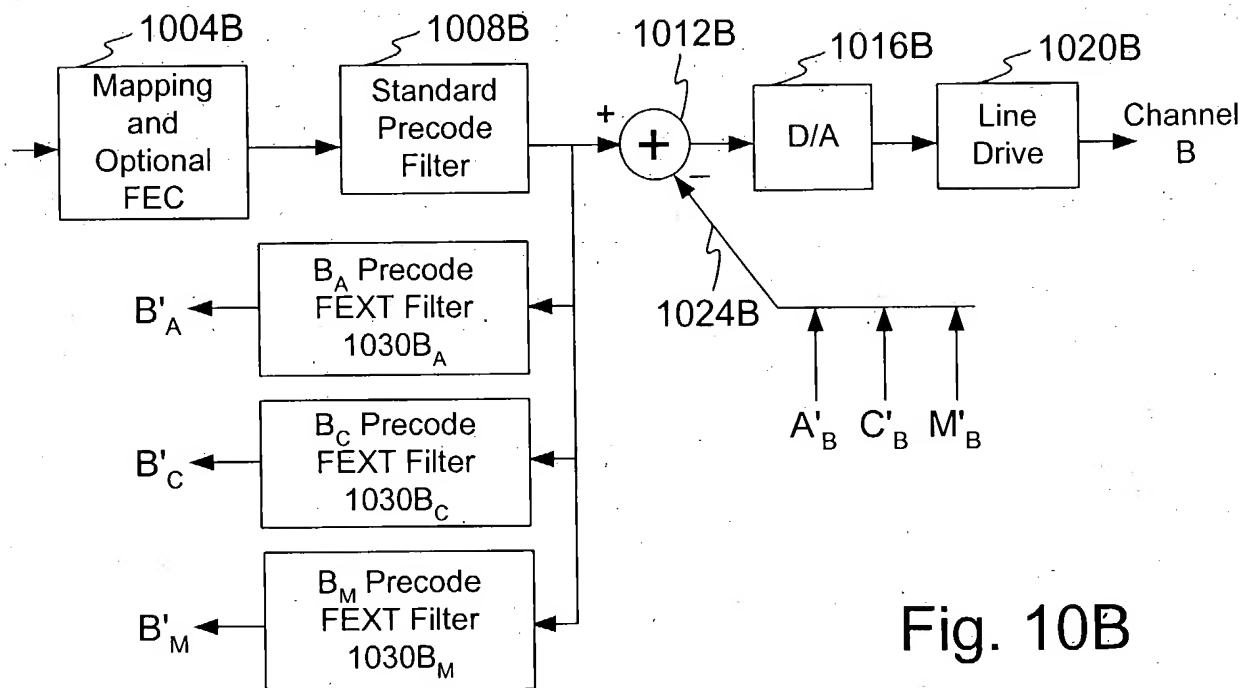 1004B
1008B
1012B
1016B
1020B
Mapping
and
Optional
FEC
Standard
Precode
Filter
+
+
−
D/A
Line
Drive
Channel
B
1024B
B_A Precode
FEXT Filter
1030B_A
B'_A
B_C Precode
FEXT Filter
1030B_C
B'_C
B_M Precode
FEXT Filter
1030B_M
B'_M
A'_B C'_B M'_B
Fig. 10B